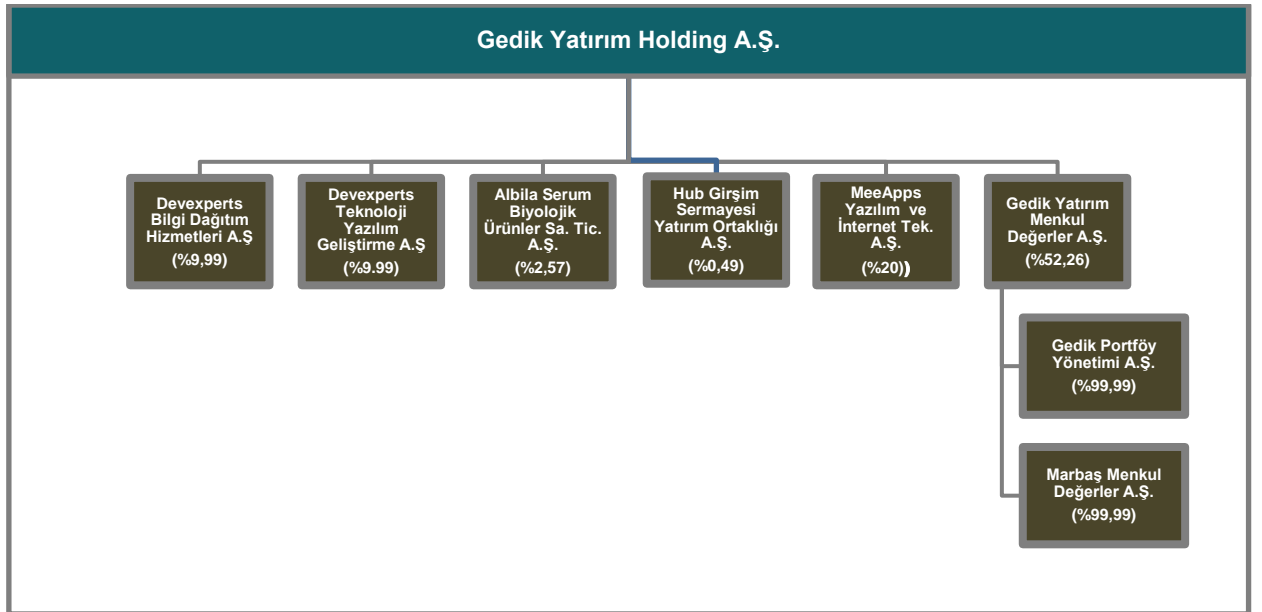 Gedik Yatırım Holding A.Ş.
Devexperts
Bilgi Dağıtım
Hizmetleri A.Ş
(%9,99)
Devexperts
Teknoloji
Yazılım
Geliştirme A.Ş
(%9.99)
Albila Serum
Biyolojik
Ürünler Sa. Tic.
A.Ş.
(%2,57)
Hub Girşim
Sermayesi
Yatırım Ortaklığı
A.Ş.
(%0,49)
MeeApps
Yazılım ve
İnternet Tek.
A.Ş.
(%20))
Gedik Yatırım
Menkul
Değerler A.Ş.
(%52,26)
Gedik Portföy
Yönetimi A.Ş.
(%99,99)
Marbaş Menkul
Değerler A.Ş.
(%99,99)